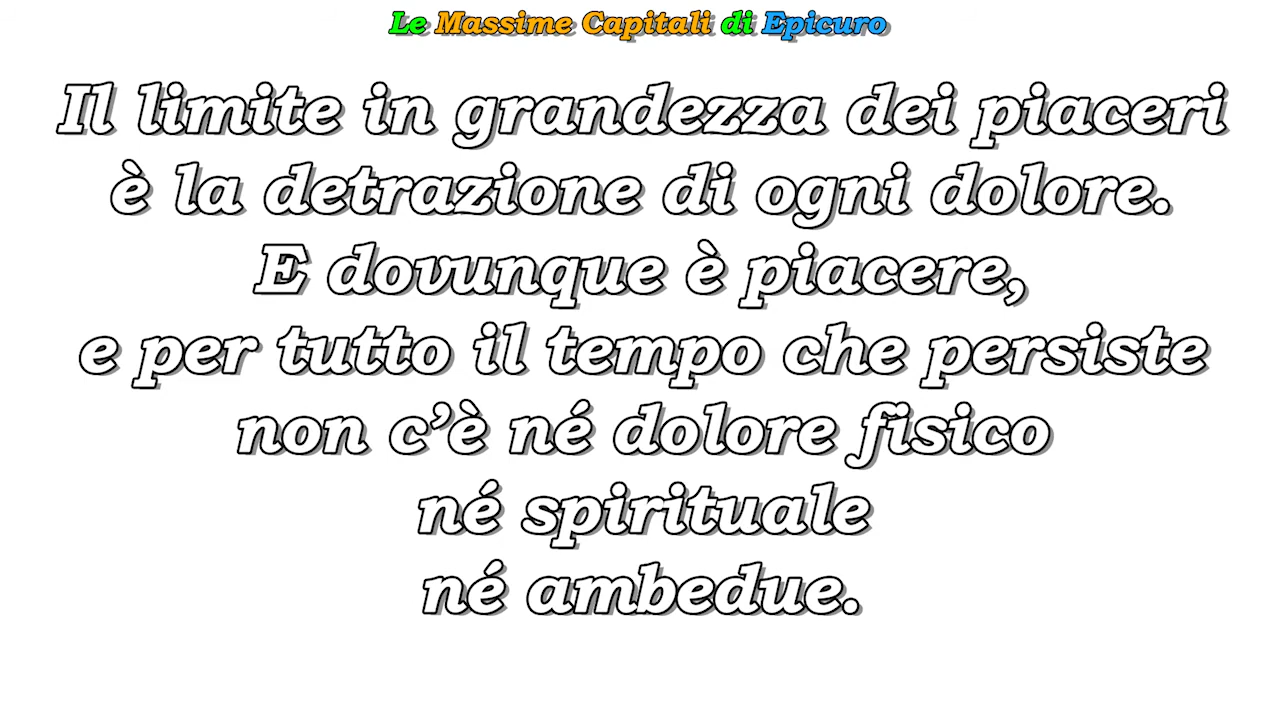 Le Massime Capitali di Epicuro
Il limite in grandezza dei piaceri
è la detrazione di ogni dolore.
E dovunque è piacere,
e per tutto il tempo che persiste
non c’è né dolore fisico
né spirituale
né ambedue.